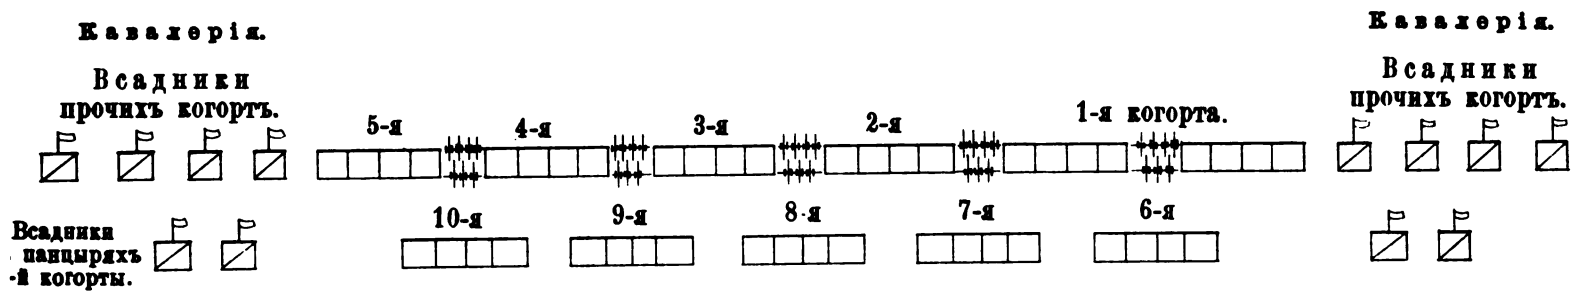 Кавалерія.
Всадники
прочихъ когортъ.
5-я 4-я 3-я 2-я 1-я когорта.
Кавалерія.
Всадники
прочихъ когортъ.
Всадники
панцыряхъ
-й когорты.
10-я 9-я 8-я 7-я 6-я